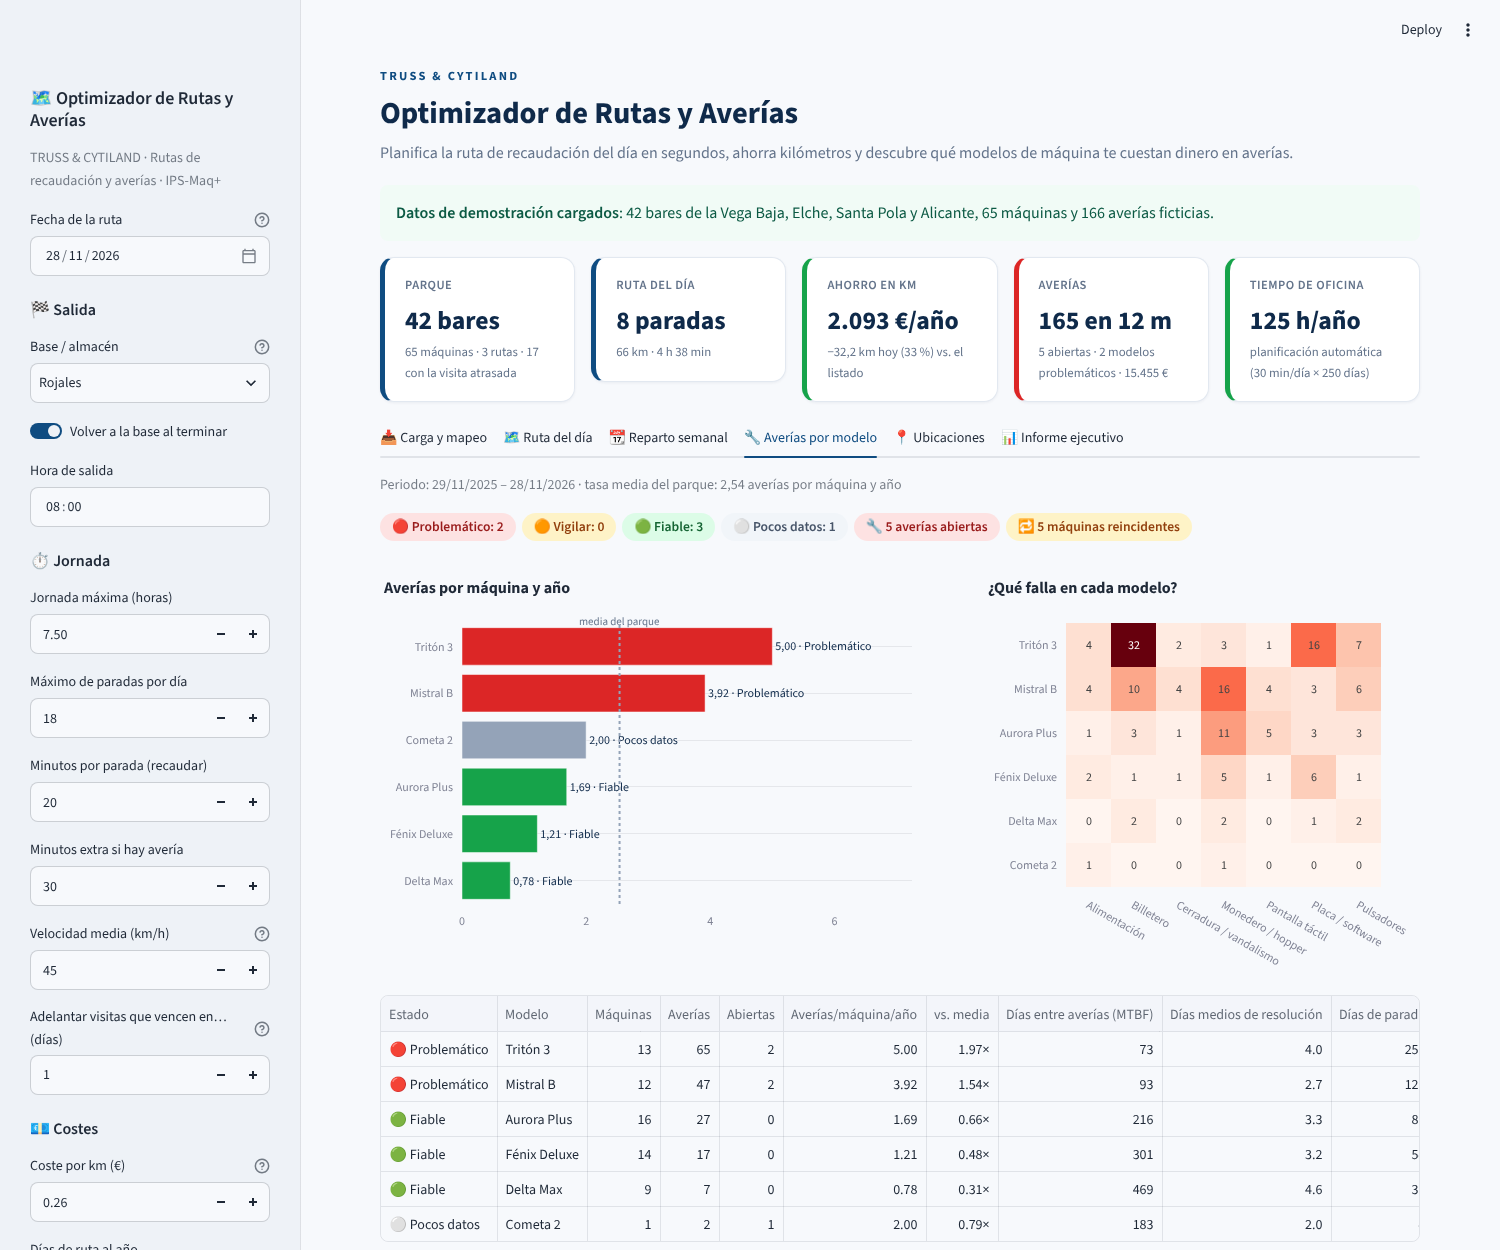 Deploy
🗺️ Optimizador de Rutas y
Averías
TRUSS & CYTILAND · Rutas de
recaudación y averías · IPS-Maq+
Fecha de la ruta
28 / 11 / 2026
🏁 Salida
Base / almacén
Rojales
Volver a la base al terminar
Hora de salida
08 : 00
⏱️ Jornada
Jornada máxima (horas)
7.50
Máximo de paradas por día
18
Minutos por parada (recaudar)
20
Minutos extra si hay avería
30
Velocidad media (km/h)
45
Adelantar visitas que vencen en…
(días)
1
💶 Costes
Coste por km (€)
0.26
Días de ruta al año
TRUSS & CYTILAND
Optimizador de Rutas y Averías
Planifica la ruta de recaudación del día en segundos, ahorra kilómetros y descubre qué modelos de máquina te cuestan dinero en averías.
Datos de demostración cargados: 42 bares de la Vega Baja, Elche, Santa Pola y Alicante, 65 máquinas y 166 averías ficticias.
PARQUE
42 bares
65 máquinas · 3 rutas · 17
con la visita atrasada
RUTA DEL DÍA
8 paradas
66 km · 4 h 38 min
AHORRO EN KM
2.093 €/año
−32,2 km hoy (33 %) vs. el
listado
AVERÍAS
165 en 12 m
5 abiertas · 2 modelos
problemáticos · 15.455 €
TIEMPO DE OFICINA
125 h/año
planificación automática
(30 min/día × 250 días)
📥 Carga y mapeo 🗺️ Ruta del día 📆 Reparto semanal 🔧 Averías por modelo 📍 Ubicaciones 📊 Informe ejecutivo
Periodo: 29/11/2025 – 28/11/2026 · tasa media del parque: 2,54 averías por máquina y año
🔴 Problemático: 2 🟠 Vigilar: 0 🟢 Fiable: 3 ⚪ Pocos datos: 1 🔧 5 averías abiertas 🔁 5 máquinas reincidentes
Averías por máquina y año
media del parque
Tritón 3 5,00 · Problemático
Mistral B 3,92 · Problemático
Cometa 2 2,00 · Pocos datos
Aurora Plus 1,69 · Fiable
Fénix Deluxe 1,21 · Fiable
Delta Max 0,78 · Fiable
0 2 4 6
¿Qué falla en cada modelo?
Tritón 3 4 32 2 3 1 16 7
Mistral B 4 10 4 16 4 3 6
Aurora Plus 1 3 1 11 5 3 3
Fénix Deluxe 2 1 1 5 1 6 1
Delta Max 0 2 0 2 0 1 2
Cometa 2 1 0 0 1 0 0 0
Alimentación Billetero Cerradura / vandalismo Monedero / hopper Pantalla táctil Placa / software Pulsadores
Estado Modelo Máquinas Averías Abiertas Averías/máquina/año vs. media Días entre averías (MTBF) Días medios de resolución Días de parad
🔴 Problemático Tritón 3 13 65 2 5.00 1.97× 73 4.0 25
🔴 Problemático Mistral B 12 47 2 3.92 1.54× 93 2.7 12
🟢 Fiable Aurora Plus 16 27 0 1.69 0.66× 216 3.3 8
🟢 Fiable Fénix Deluxe 14 17 0 1.21 0.48× 301 3.2 5
🟢 Fiable Delta Max 9 7 0 0.78 0.31× 469 4.6 3
⚪ Pocos datos Cometa 2 1 2 1 2.00 0.79× 183 2.0